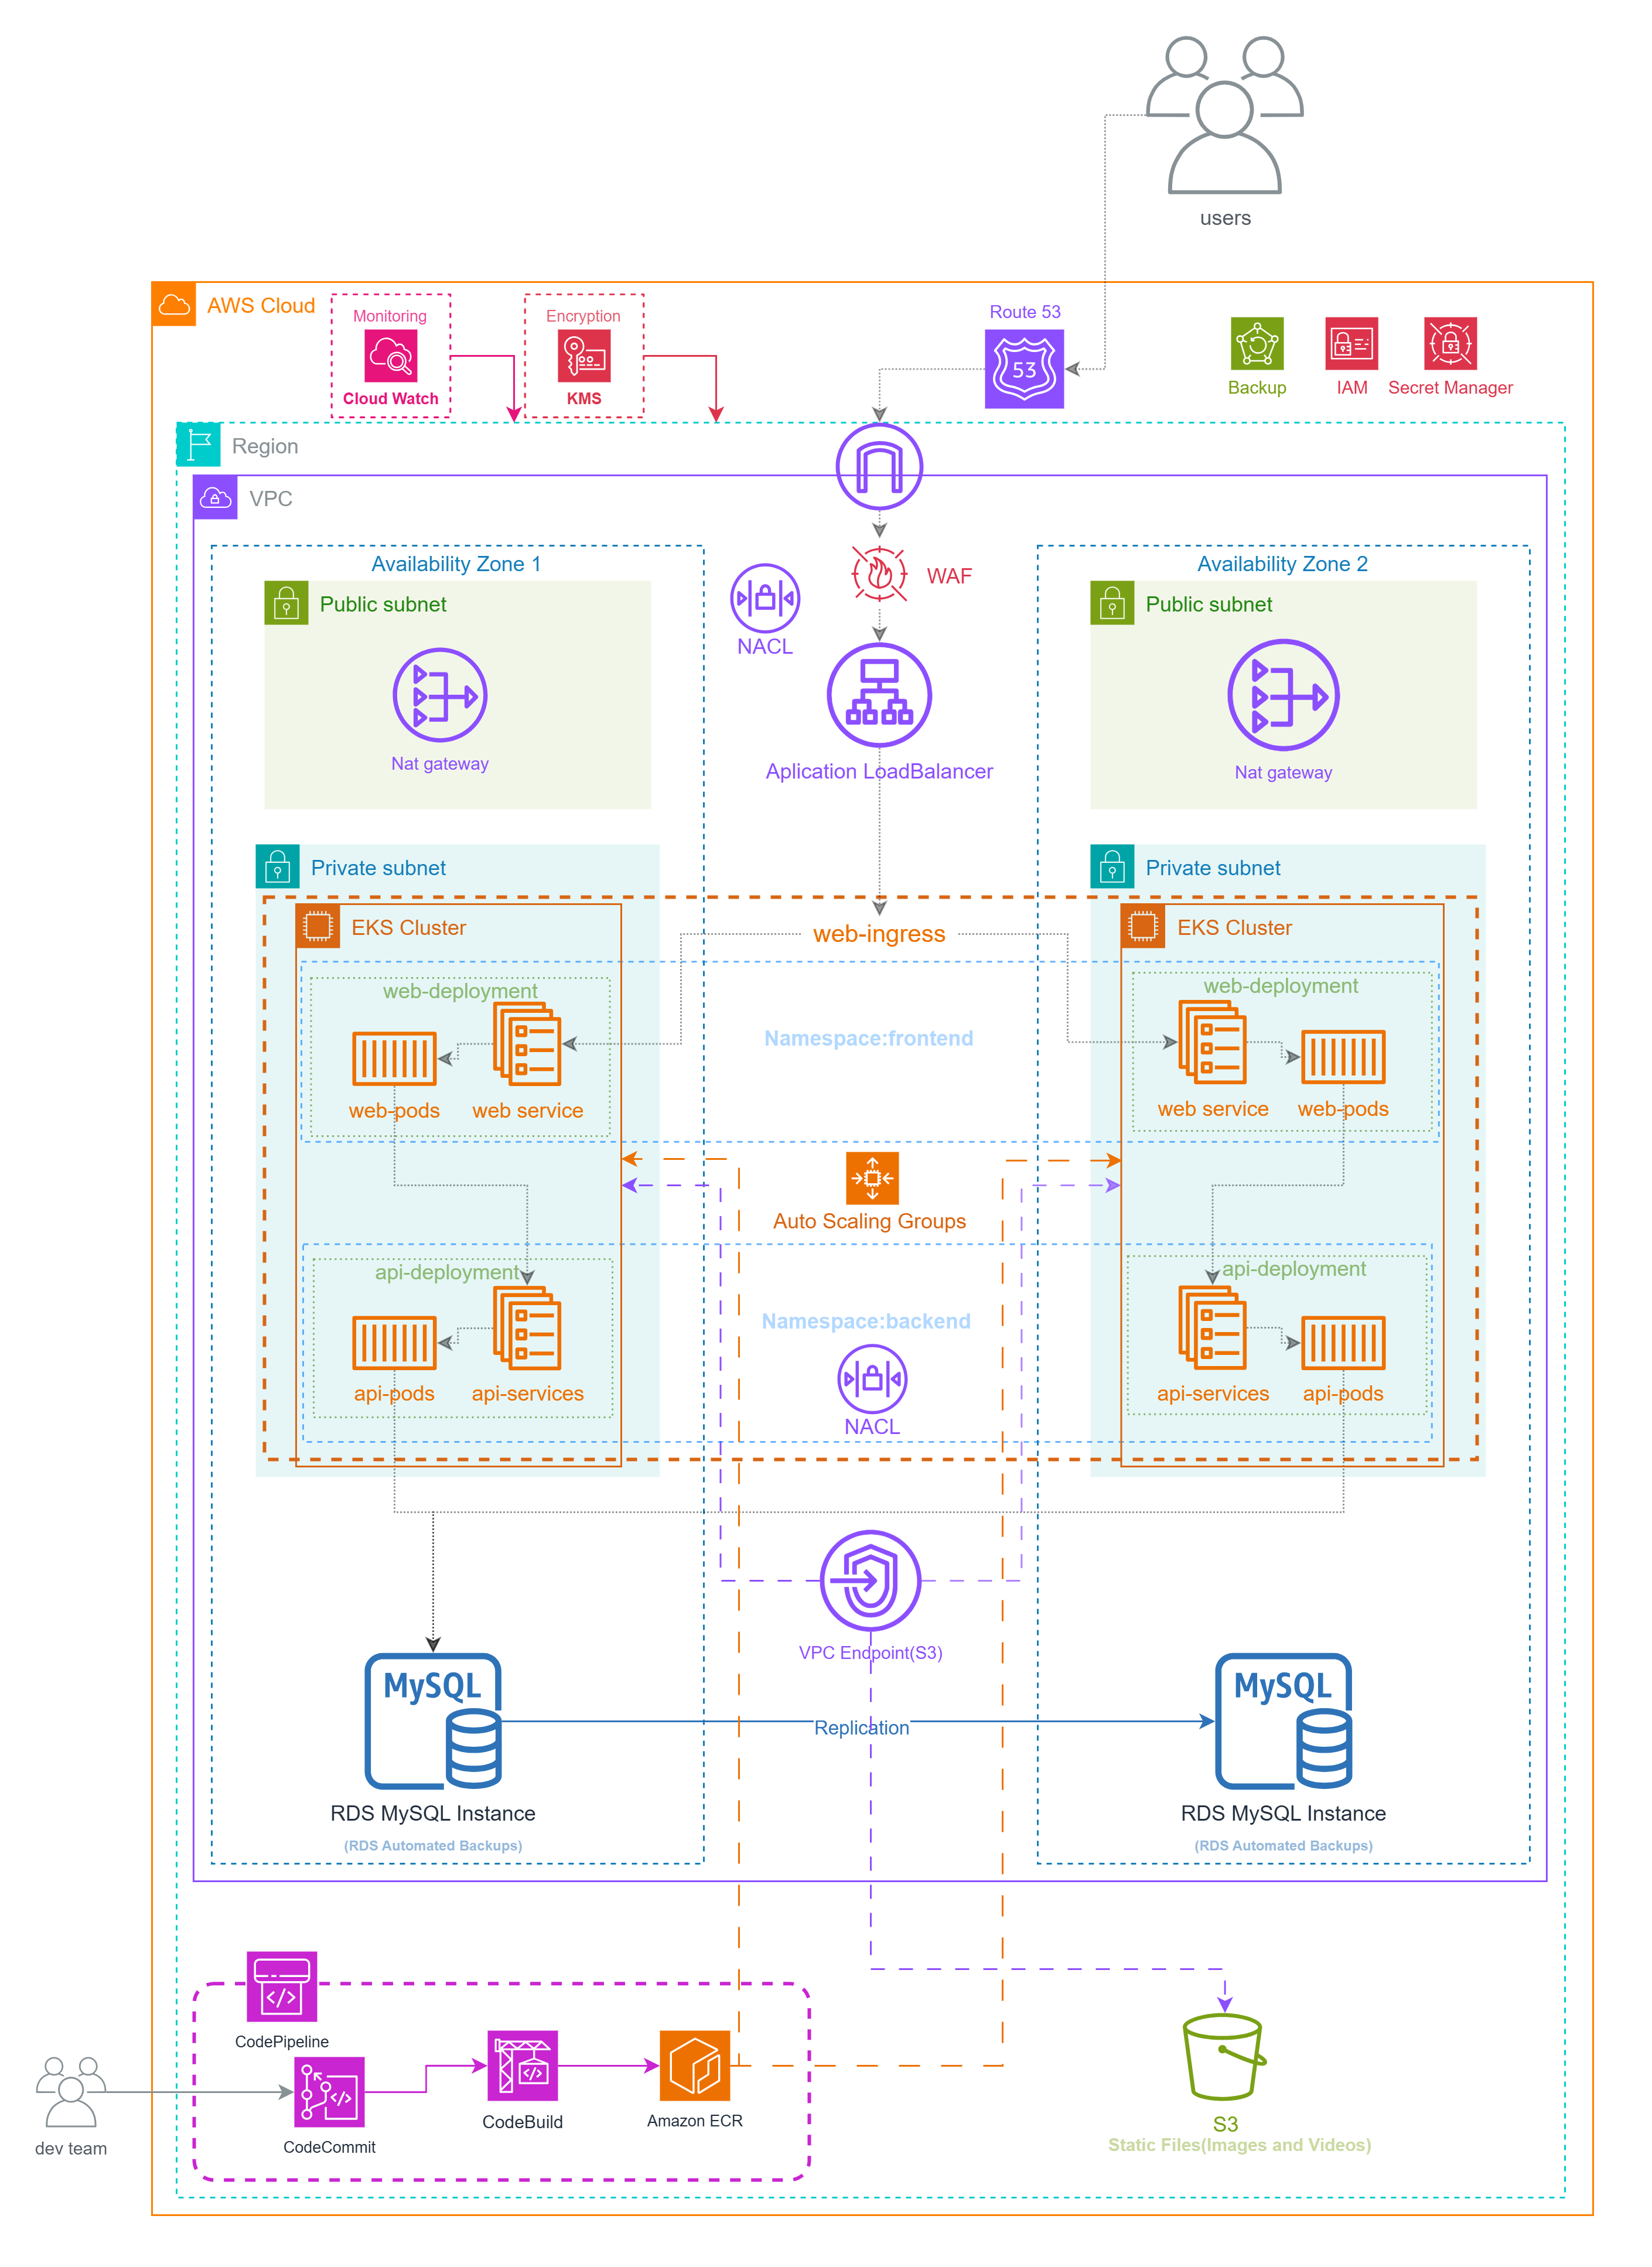 users
AWS Cloud
Monitoring
Cloud Watch
Encryption
KMS
Route 53
53
Backup
IAM
Secret Manager
Region
VPC
Availability Zone 1
Availability Zone 2
Public subnet
WAF
Public subnet
NACL
Nat gateway
Aplication LoadBalancer
Nat gateway
Private subnet
Private subnet
EKS Cluster
web-ingress
EKS Cluster
web-deployment
web-deployment
Namespace:frontend
web-pods
web service
web service
web-pods
Auto Scaling Groups
api-deployment
api-deployment
Namespace:backend
api-pods
api-services
NACL
api-services
api-pods
VPC Endpoint(S3)
MySQL
MySQL
Replication
RDS MySQL Instance
(RDS Automated Backups)
RDS MySQL Instance
(RDS Automated Backups)
CodePipeline
CodeBuild
Amazon ECR
CodeCommit
dev team
S3
Static Files(Images and Videos)